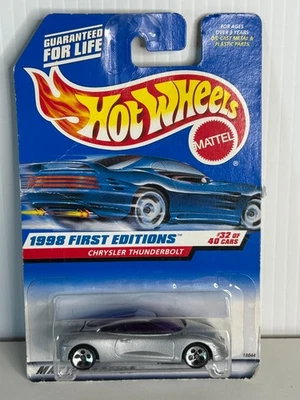 GUARANTEED
FOR LIFE
FOR AGES
OVER 3 YEARS
DIE CAST METAL &
PLASTIC PARTS
Hot Wheels
MATTEL
1998 FIRST EDITIONS™
#32 OF
40 CARS
CHRYSLER THUNDERBOLT